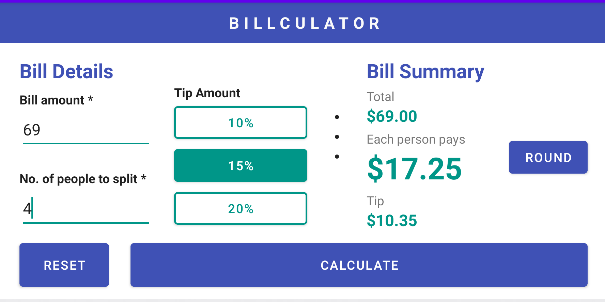 BILLCULATOR
Bill Details
Bill amount *
69
No. of people to split *
4
Tip Amount
10%
15%
20%
Bill Summary
Total
$69.00
Each person pays
$17.25
Tip
$10.35
ROUND
RESET
CALCULATE